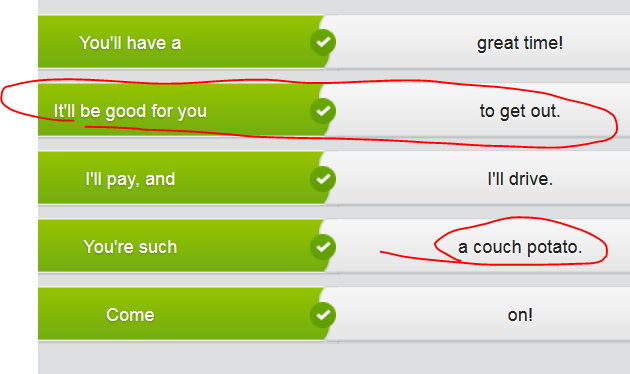 You'll have a great time!
It'll be good for you to get out.
I'll pay, and I'll drive.
You're such a couch potato.
Come on!